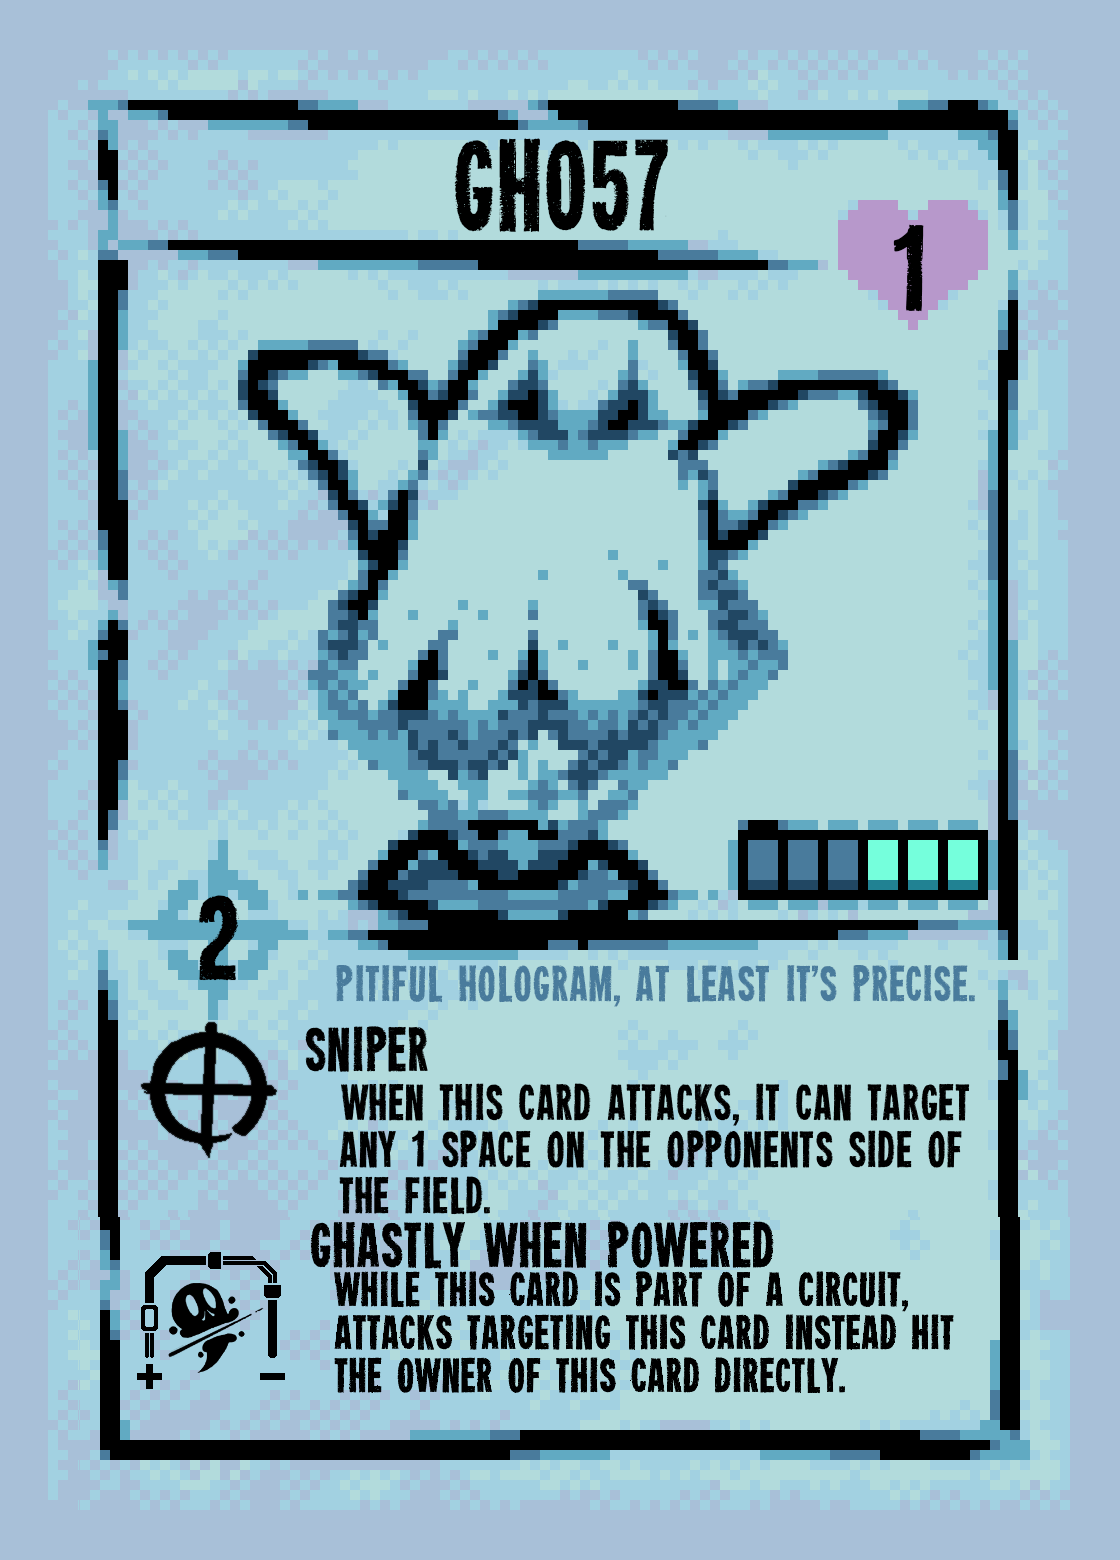 GH057
1
2
PITIFUL HOLOGRAM, AT LEAST IT'S PRECISE.
SNIPER
WHEN THIS CARD ATTACKS, IT CAN TARGET
ANY 1 SPACE ON THE OPPONENTS SIDE OF
THE FIELD.
GHASTLY WHEN POWERED
WHILE THIS CARD IS PART OF A CIRCUIT,
ATTACKS TARGETING THIS CARD INSTEAD HIT
THE OWNER OF THIS CARD DIRECTLY.
+ -